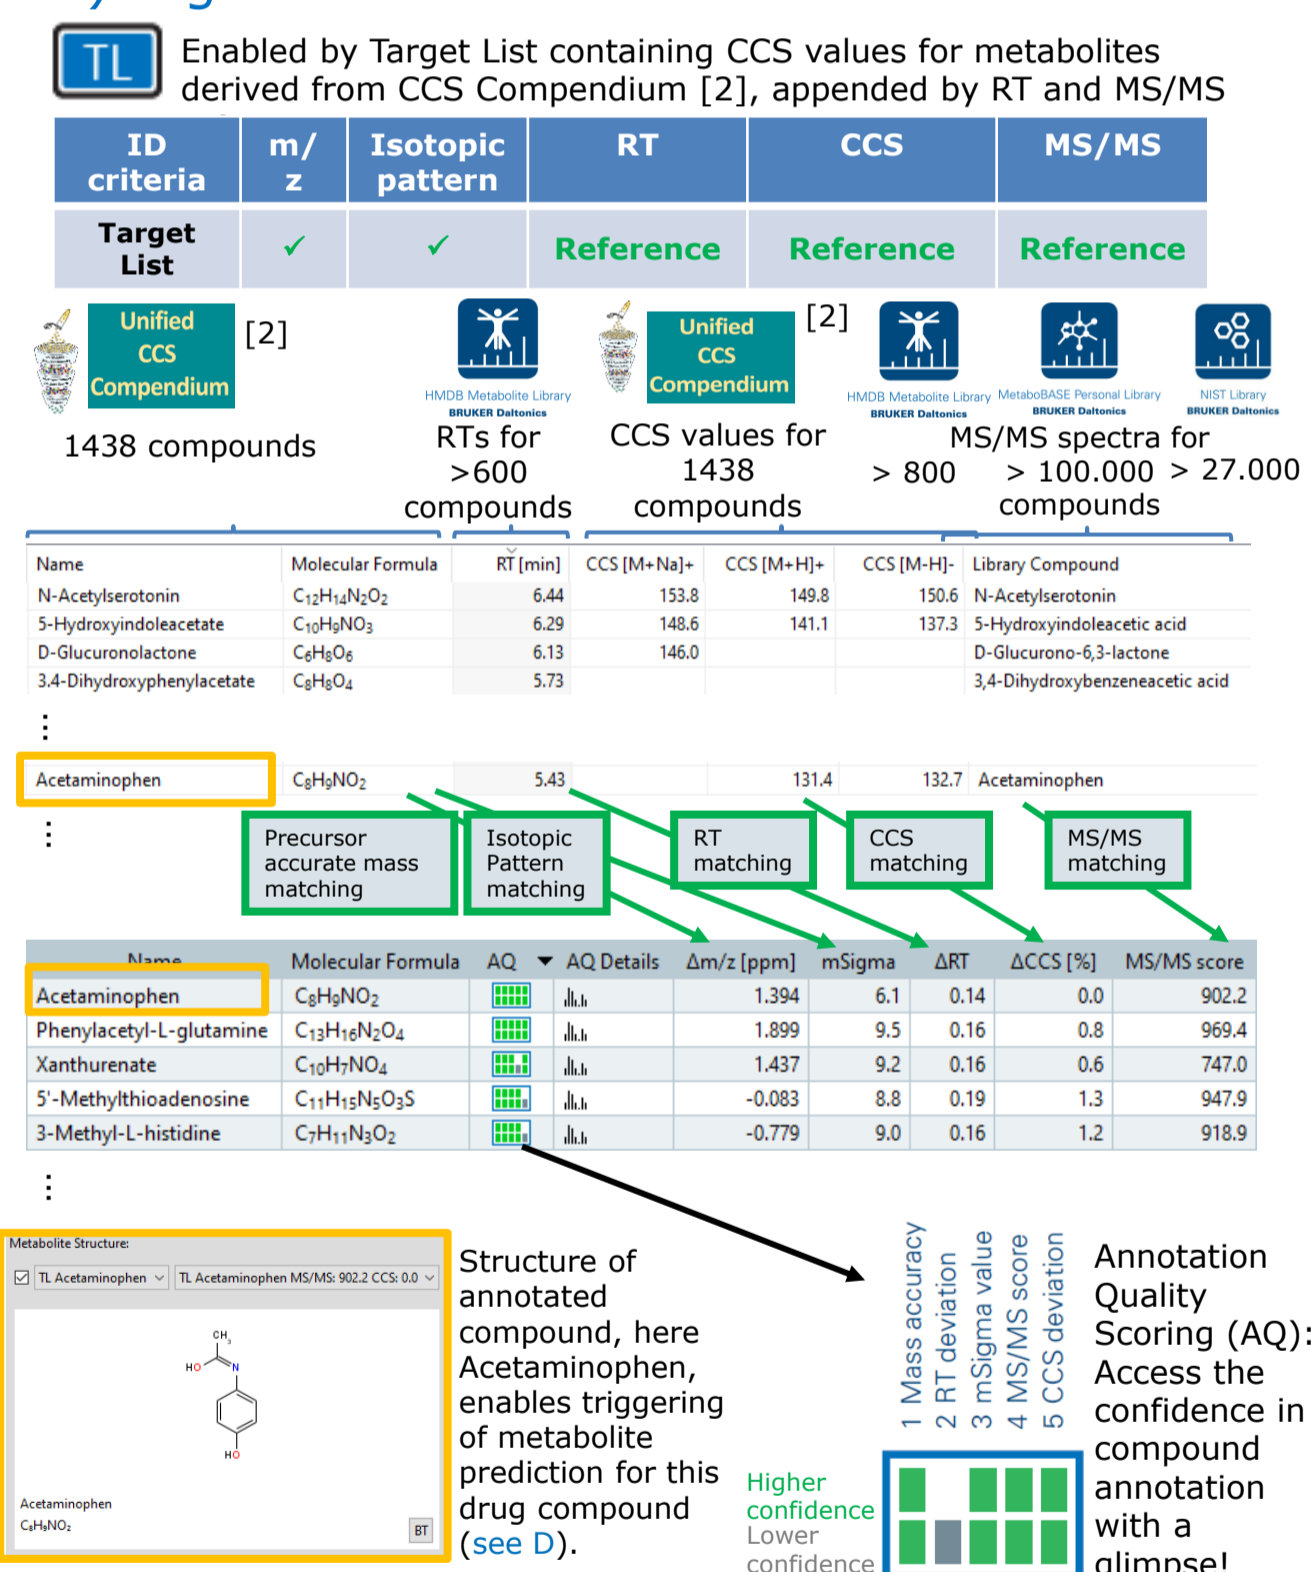 TL
Enabled by Target List containing CCS values for metabolites
derived from CCS Compendium [2], appended by RT and MS/MS
ID criteria m/z Isotopic pattern RT CCS MS/MS
Target List ✓ ✓ Reference Reference Reference
Unified
CCS
Compendium
[2]
1438 compounds
HMDB Metabolite Library
BRUKER Daltonics
RTs for
>600
compounds
Unified
CCS
Compendium
[2]
CCS values for
1438
compounds
HMDB Metabolite Library
BRUKER Daltonics
MetaboBASE Personal Library
BRUKER Daltonics
NIST Library
BRUKER Daltonics
MS/MS spectra for
> 800 > 100.000 > 27.000
compounds
Name Molecular Formula RT [min] CCS [M+Na]+ CCS [M+H]+ CCS [M-H]- Library Compound
N-Acetylserotonin C₁₂H₁₄N₂O₂ 6.44 153.8 149.8 150.6 N-Acetylserotonin
5-Hydroxyindoleacetate C₁₀H₉NO₃ 6.29 148.6 141.1 137.3 5-Hydroxyindoleacetic acid
D-Glucuronolactone C₆H₈O₆ 6.13 146.0 D-Glucurono-6,3-lactone
3.4-Dihydroxyphenylacetate C₈H₈O₄ 5.73 3,4-Dihydroxybenzeneacetic acid
⋮
Acetaminophen C₈H₉NO₂ 5.43 131.4 132.7 Acetaminophen
⋮
Precursor
accurate mass
matching
Isotopic
Pattern
matching
RT
matching
CCS
matching
MS/MS
matching
Name Molecular Formula AQ AQ Details Δm/z [ppm] mSigma ΔRT ΔCCS [%] MS/MS score
Acetaminophen C₈H₉NO₂ 1.394 6.1 0.14 0.0 902.2
Phenylacetyl-L-glutamine C₁₃H₁₆N₂O₄ 1.899 9.5 0.16 0.8 969.4
Xanthurenate C₁₀H₇NO₄ 1.437 9.2 0.16 0.6 747.0
5'-Methylthioadenosine C₁₁H₁₅N₅O₃S -0.083 8.8 0.19 1.3 947.9
3-Methyl-L-histidine C₇H₁₁N₃O₂ -0.779 9.0 0.16 1.2 918.9
⋮
Metabolite Structure:
TL Acetaminophen TL Acetaminophen MS/MS: 902.2 CCS: 0.0
CH₃
HO N
HO
Acetaminophen
C₈H₉NO₂
BT
Structure of
annotated
compound, here
Acetaminophen,
enables triggering
of metabolite
prediction for this
drug compound
(see D).
1 Mass accuracy
2 RT deviation
3 mSigma value
4 MS/MS score
5 CCS deviation
Higher
confidence
Lower
confidence
Annotation
Quality
Scoring (AQ):
Access the
confidence in
compound
annotation
with a
glimpse!